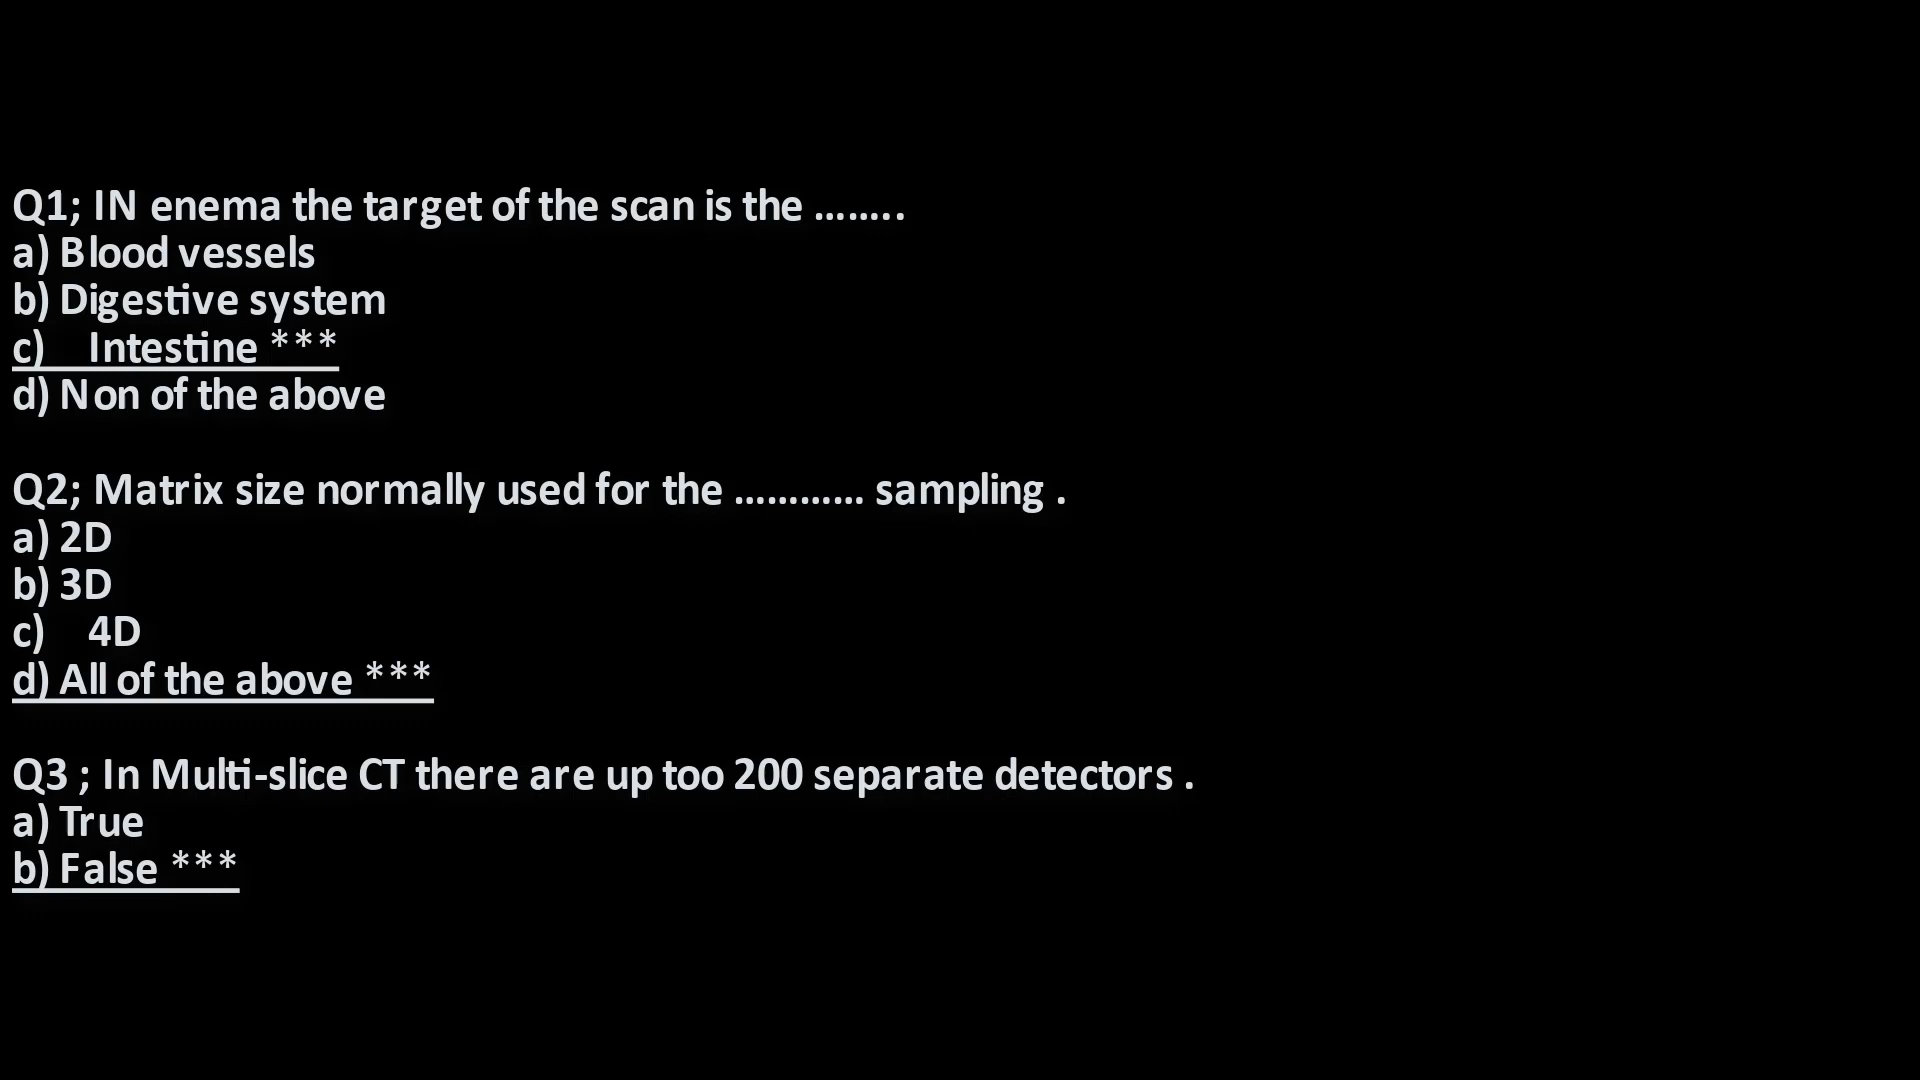 Q1; IN enema the target of the scan is the ........
a) Blood vessels
b) Digestive system
c) Intestine ***
d) Non of the above
Q2; Matrix size normally used for the ............ sampling .
a) 2D
b) 3D
c) 4D
d) All of the above ***
Q3 ; In Multi-slice CT there are up too 200 separate detectors .
a) True
b) False ***